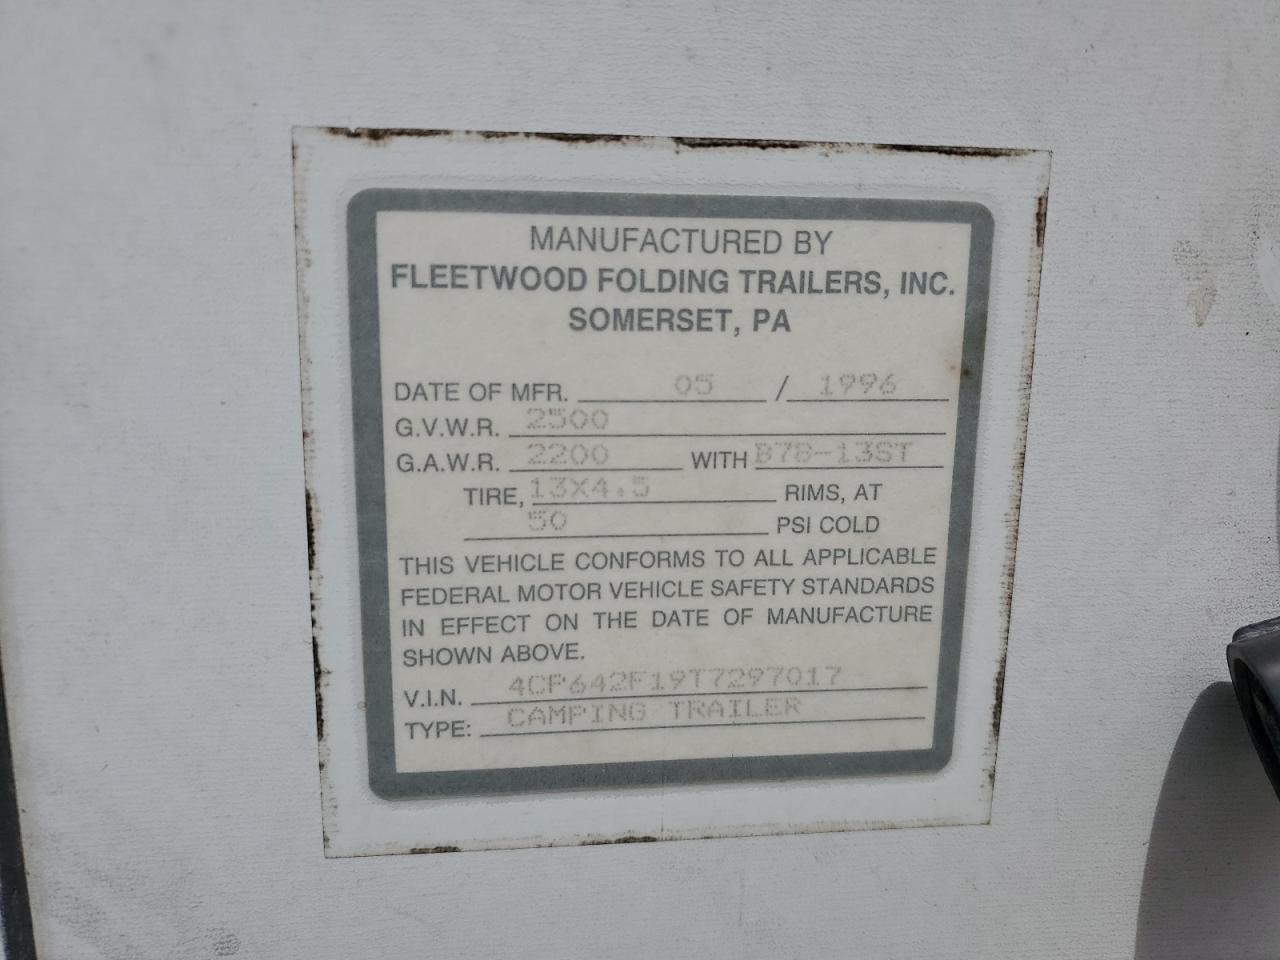 MANUFACTURED BY
FLEETWOOD FOLDING TRAILERS, INC.
SOMERSET, PA
DATE OF MFR. 05 / 1996
G.V.W.R. 2500
G.A.W.R. 2200 WITH B78-13ST
TIRE, 13X4.5 RIMS, AT
50 PSI COLD
THIS VEHICLE CONFORMS TO ALL APPLICABLE
FEDERAL MOTOR VEHICLE SAFETY STANDARDS
IN EFFECT ON THE DATE OF MANUFACTURE
SHOWN ABOVE.
V.I.N. 4CP642F19T7297017
TYPE: CAMPING TRAILER